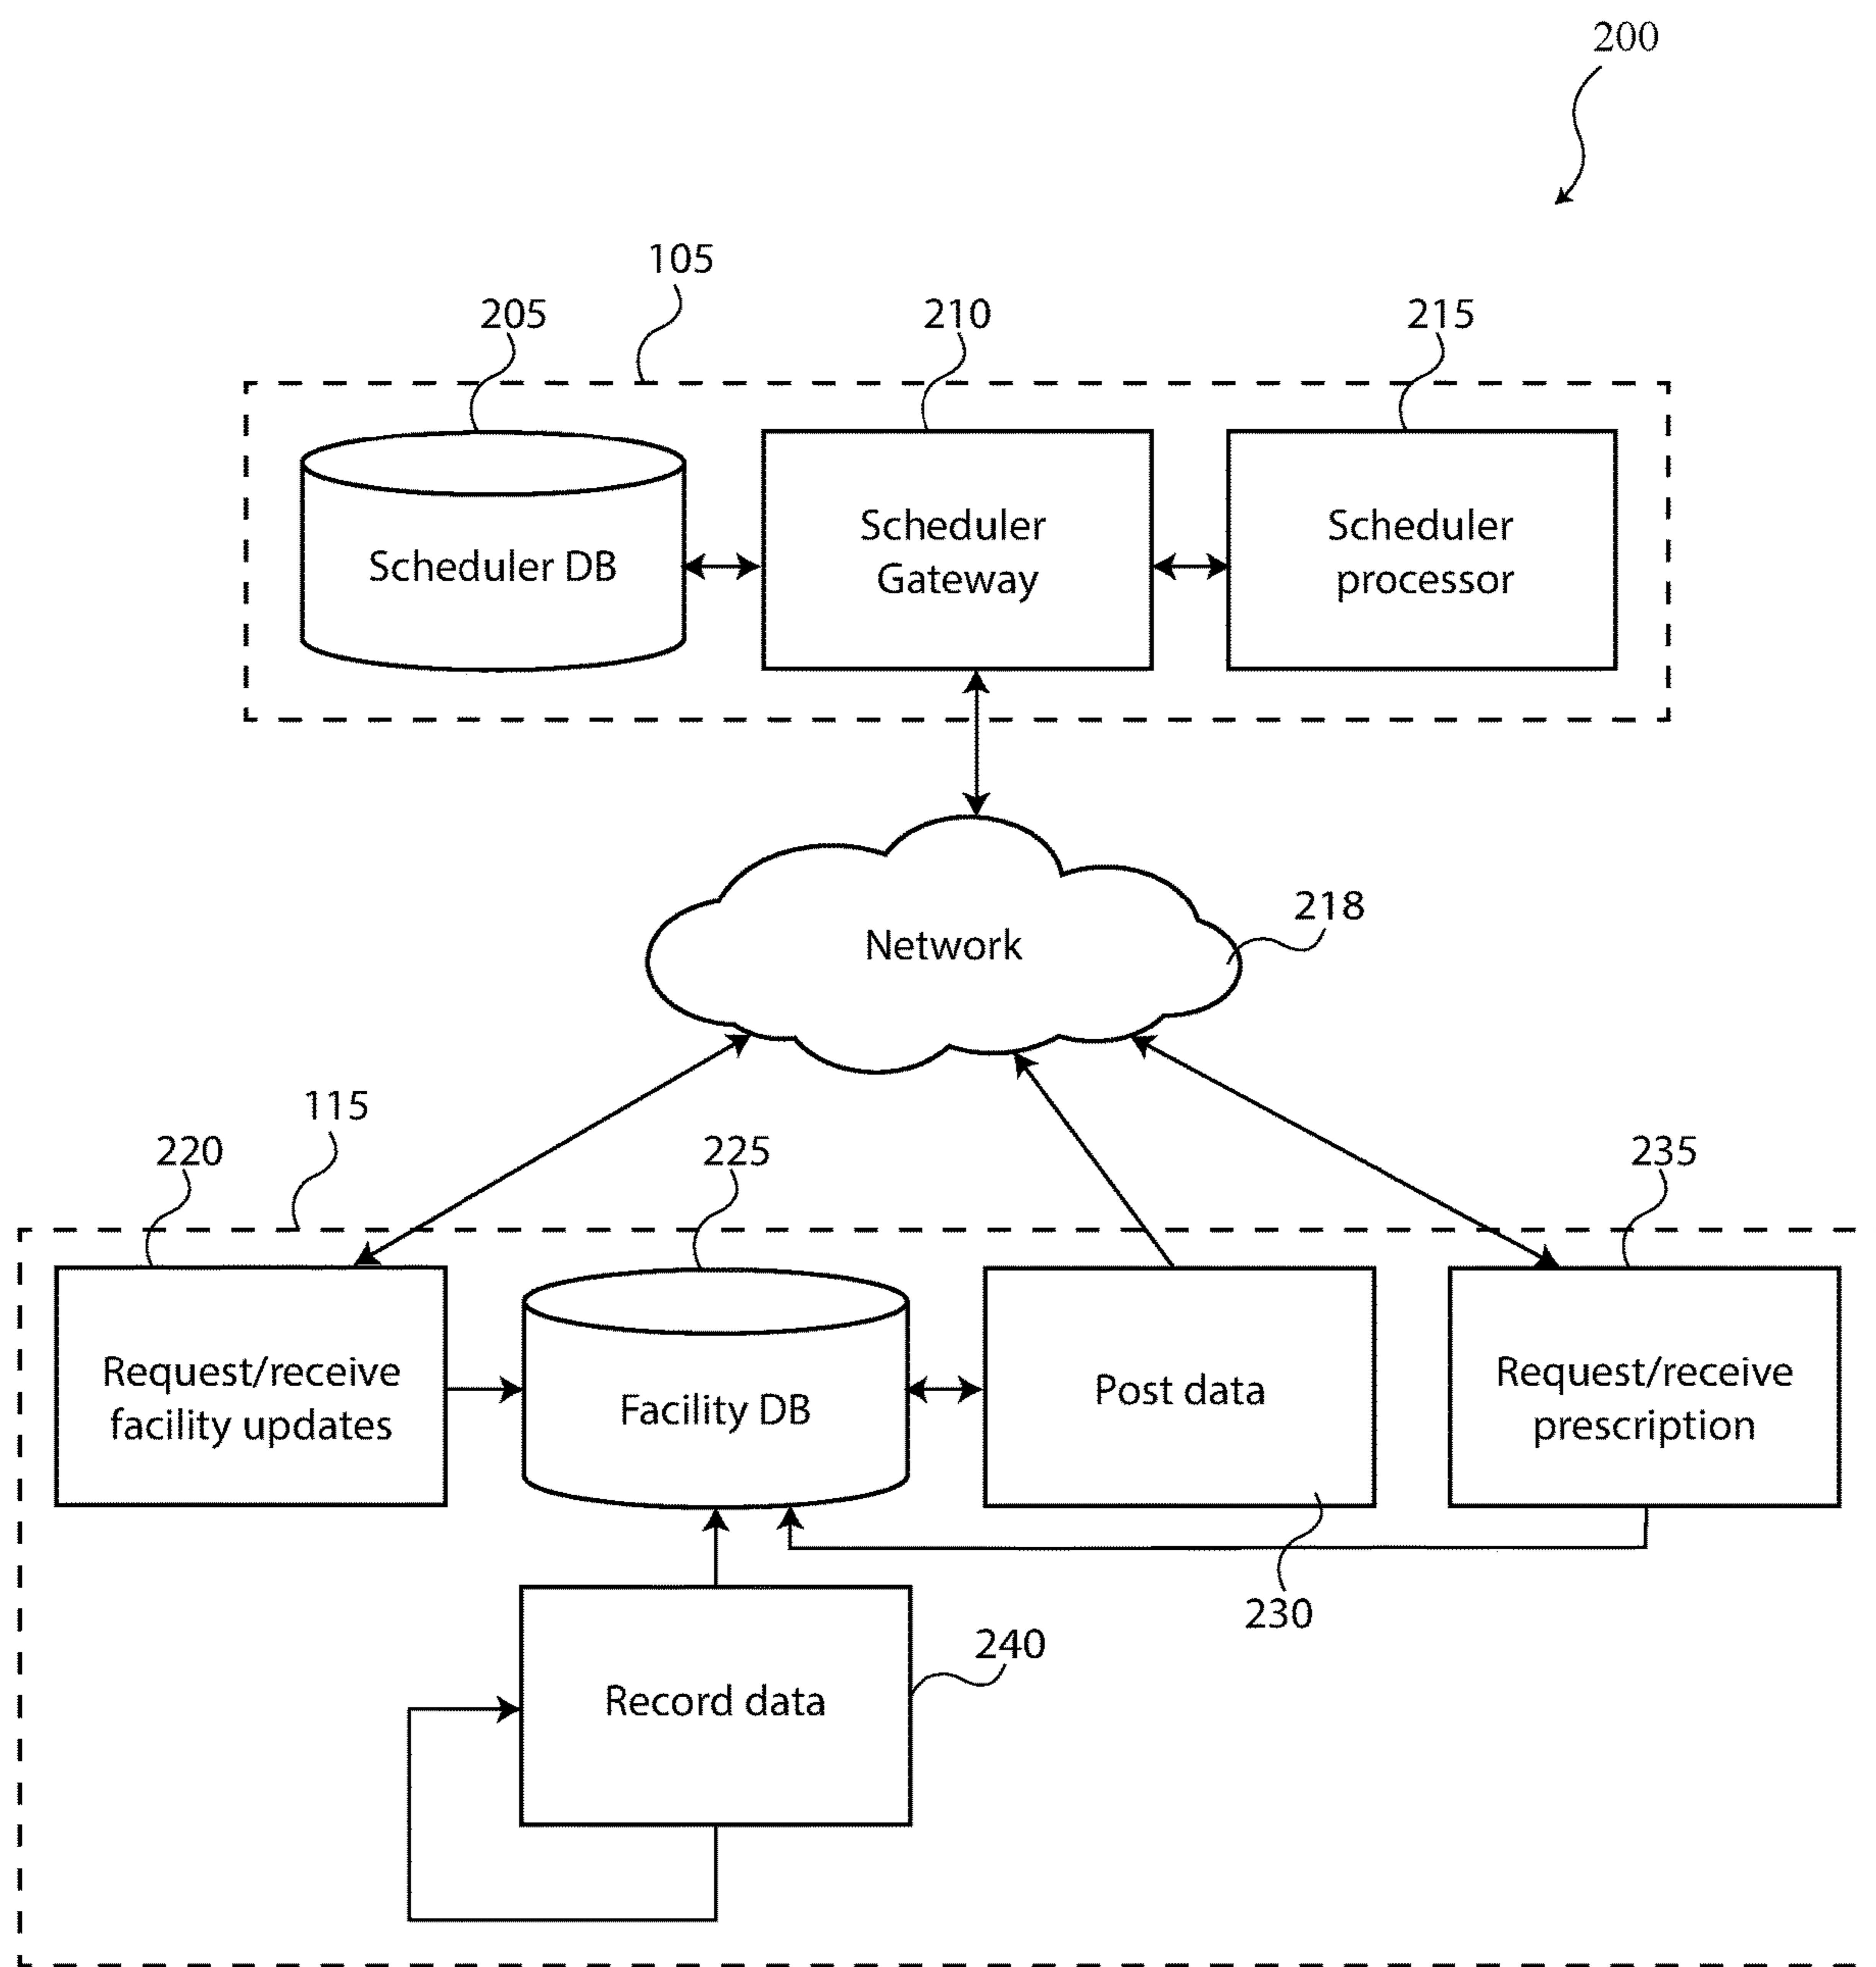 200
105
205
210
215
Scheduler DB
Scheduler
Gateway
Scheduler
processor
Network
218
115
220
225
235
Request/receive
facility updates
Facility DB
Post data
Request/receive
prescription
230
240
Record data